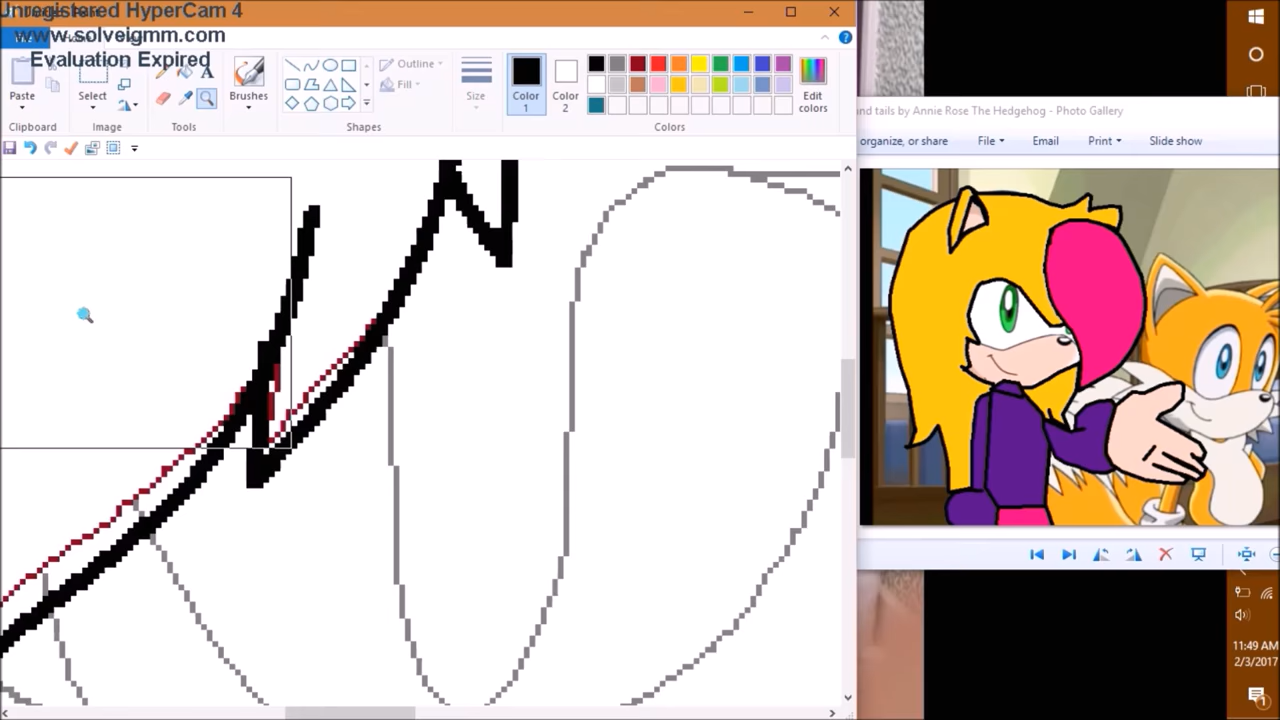 Unregistered HyperCam 4
www.solveigmm.com
Evaluation Expired
Paste
Select
Brushes
Outline
Fill
Size
Color
1
Color
2
Edit
colors
Clipboard
Image
Tools
Shapes
Colors
and tails by Annie Rose The Hedgehog - Photo Gallery
organize, or share
File
Email
Print
Slide show
11:49 AM
2/3/2017